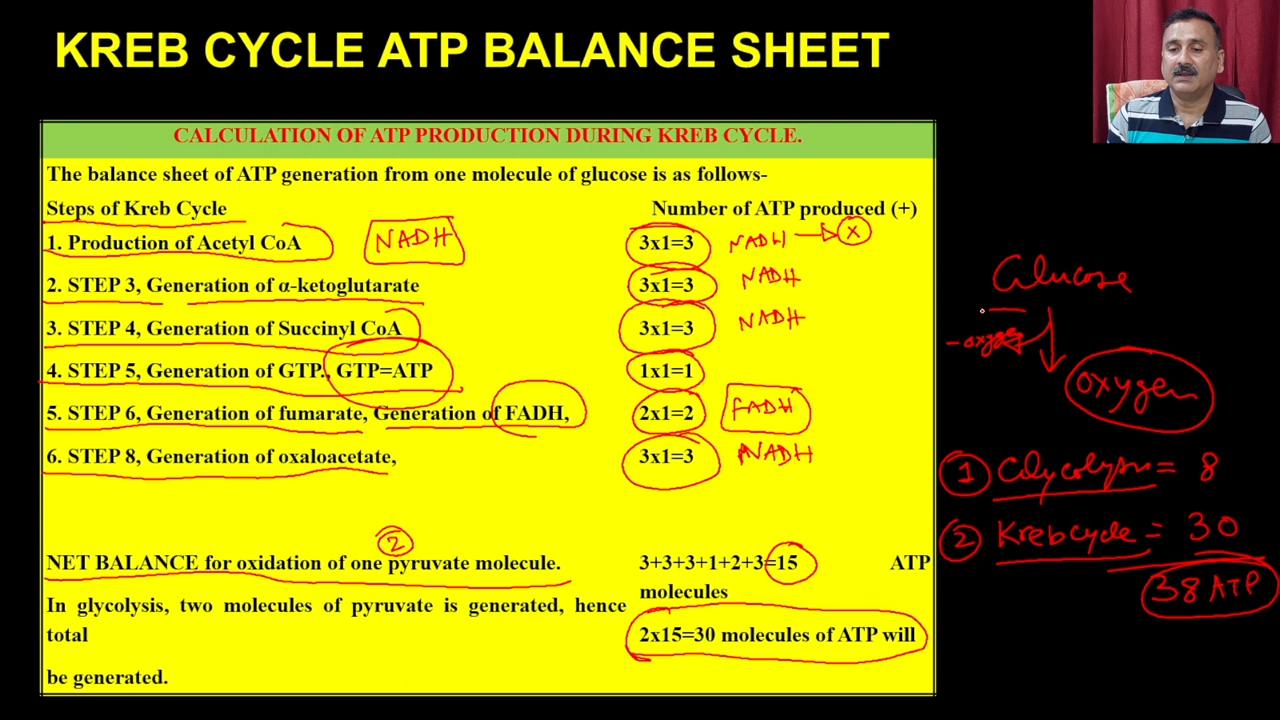 KREB CYCLE ATP BALANCE SHEET
CALCULATION OF ATP PRODUCTION DURING KREB CYCLE.
The balance sheet of ATP generation from one molecule of glucose is as follows-
Steps of Kreb Cycle Number of ATP produced (+)
1. Production of Acetyl CoA NADH 3x1=3 NADH X
2. STEP 3, Generation of α-ketoglutarate 3x1=3 NADH
3. STEP 4, Generation of Succinyl CoA 3x1=3 NADH
4. STEP 5, Generation of GTP., GTP=ATP 1x1=1
5. STEP 6, Generation of fumarate, Generation of FADH, 2x1=2 FADH
6. STEP 8, Generation of oxaloacetate, 3x1=3 NADH
2
NET BALANCE for oxidation of one pyruvate molecule. 3+3+3+1+2+3=15 ATP
molecules
In glycolysis, two molecules of pyruvate is generated, hence
total
2x15=30 molecules of ATP will
be generated.
Glucose
oxygen
1 Glycolysis = 8
2 Kreb cycle = 30
38 ATP